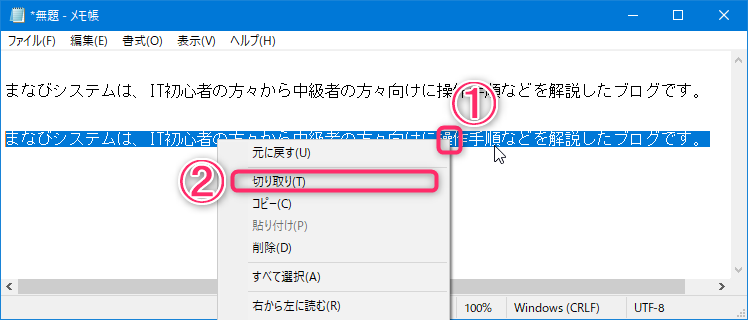 *無題 - メモ帳
ファイル(F) 編集(E) 書式(O) 表示(V) ヘルプ(H)
まなびシステムは、IT初心者の方々から中級者の方々向けに操作手順などを解説したブログです。
①
まなびシステムは、IT初心者の方々から中級者の方々向けに操作手順などを解説したブログです。
元に戻す(U)
② 切り取り(T)
コピー(C)
貼り付け(P)
削除(D)
すべて選択(A)
右から左に読む(R)
100% Windows (CRLF) UTF-8